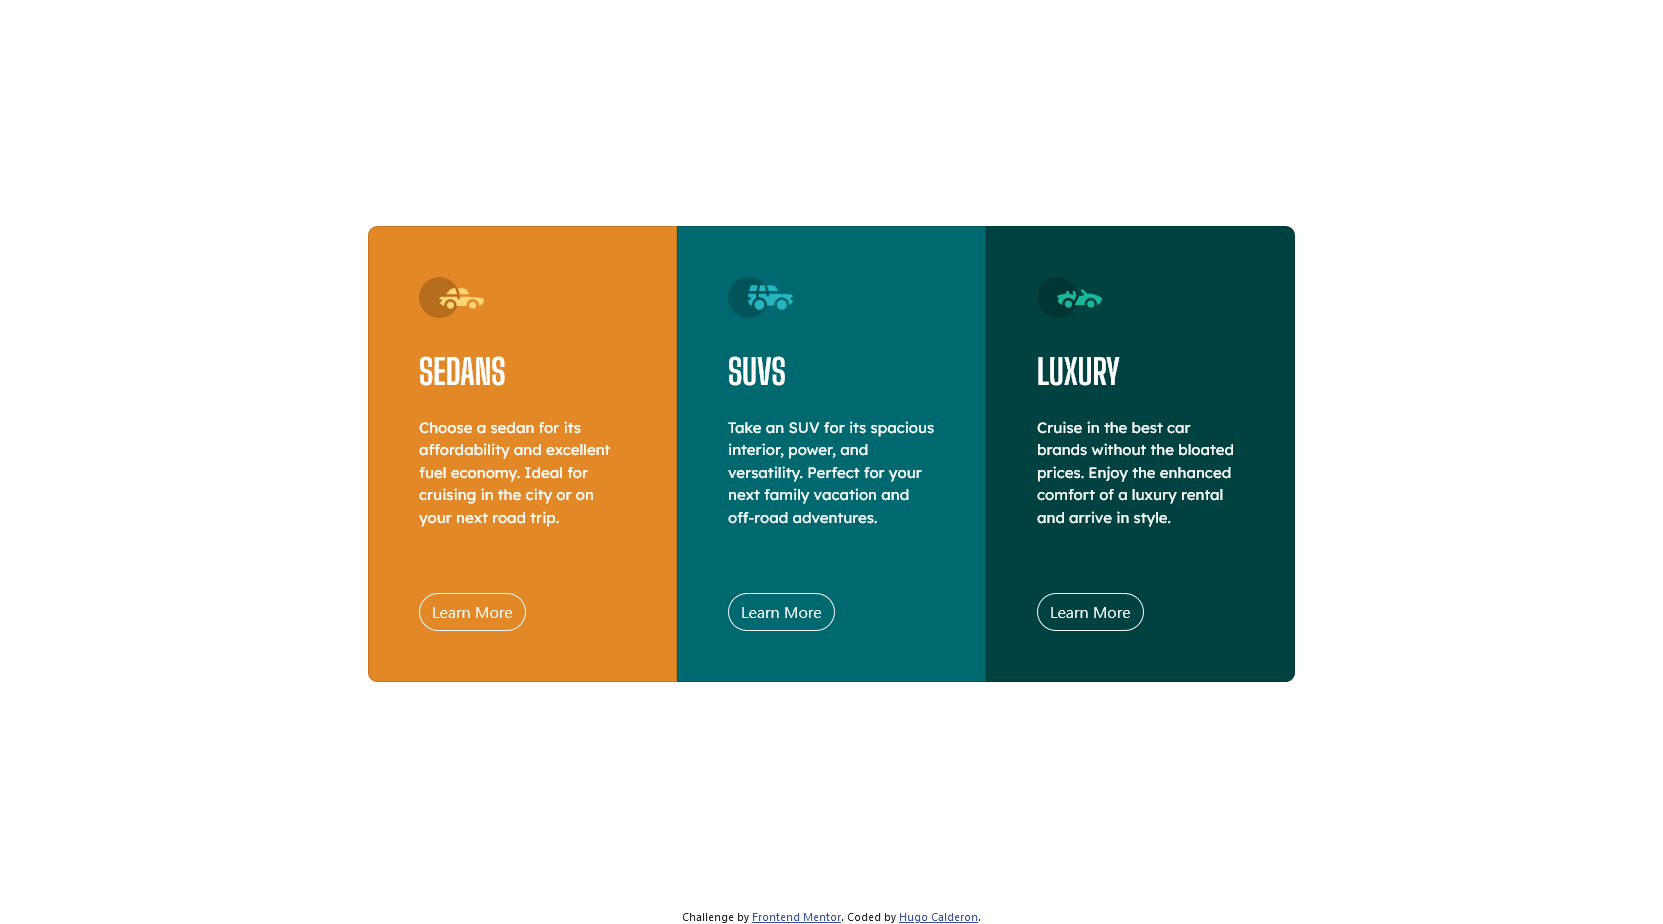 SEDANS
Choose a sedan for its
affordability and excellent
fuel economy. Ideal for
cruising in the city or on
your next road trip.
Learn More
SUVS
Take an SUV for its spacious
interior, power, and
versatility. Perfect for your
next family vacation and
off-road adventures.
Learn More
LUXURY
Cruise in the best car
brands without the bloated
prices. Enjoy the enhanced
comfort of a luxury rental
and arrive in style.
Learn More
Challenge by Frontend Mentor. Coded by Hugo Calderon.